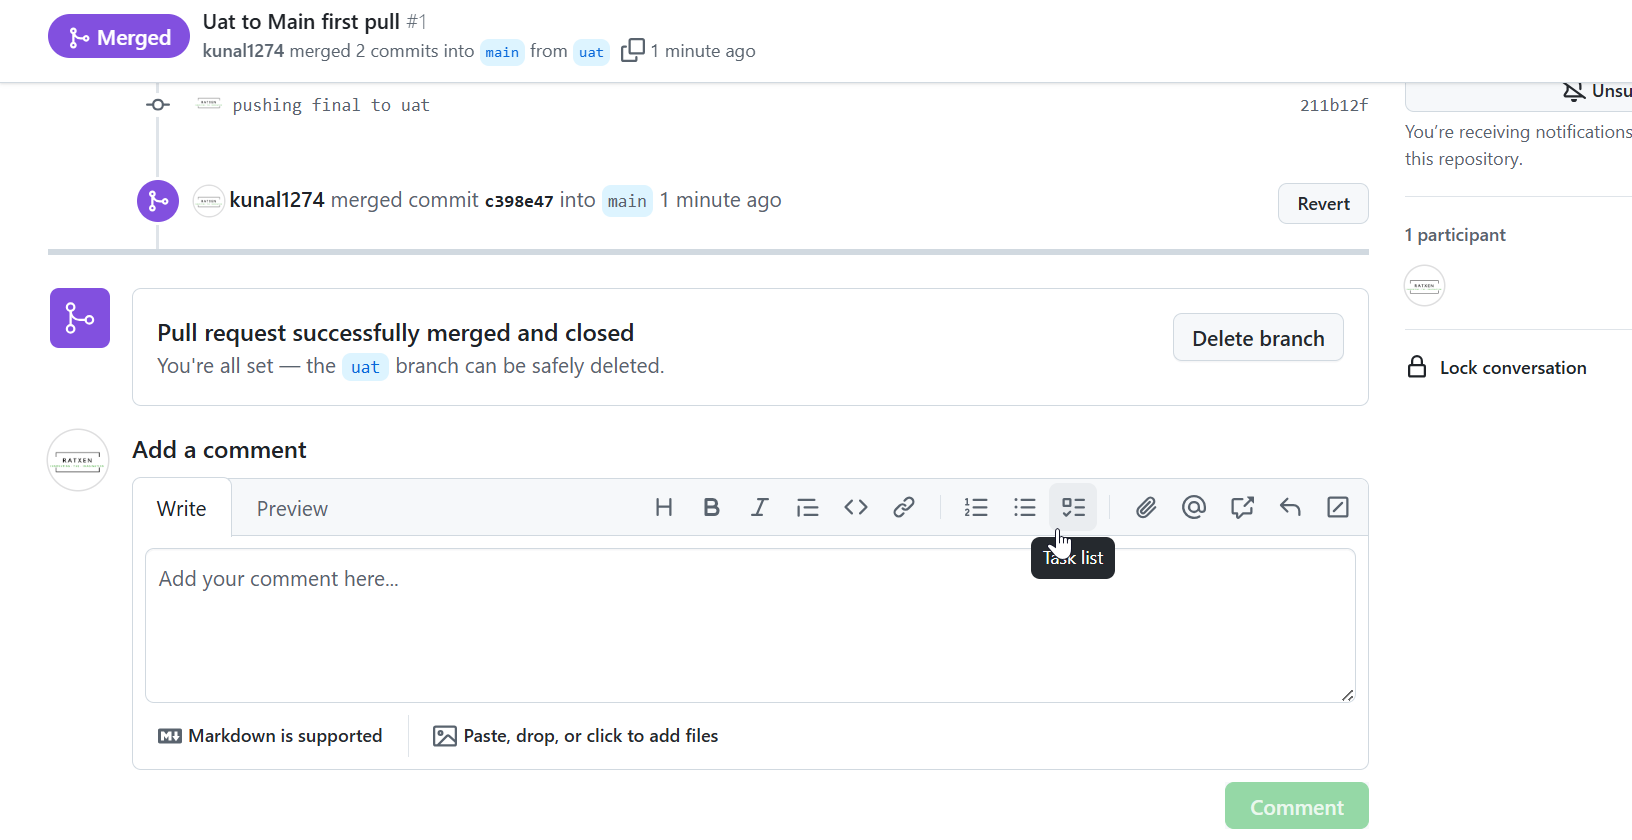 Merged
Uat to Main first pull #1
kunal1274 merged 2 commits into main from uat 1 minute ago
pushing final to uat 211b12f
Unsu
You're receiving notifications
this repository.
kunal1274 merged commit c398e47 into main 1 minute ago
Revert
1 participant
RATXEN
Pull request successfully merged and closed
You're all set — the uat branch can be safely deleted.
Delete branch
Lock conversation
RATXEN
Add a comment
Write Preview
Task list
Add your comment here...
Markdown is supported
Paste, drop, or click to add files
Comment